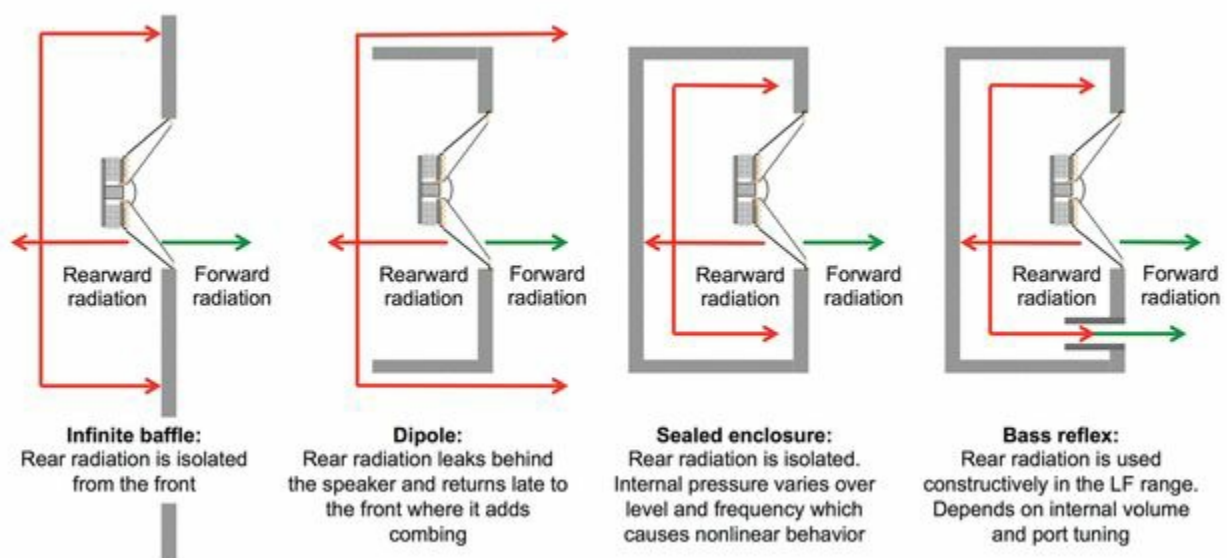 Rearward
radiation
Forward
radiation
Rearward
radiation
Forward
radiation
Rearward
radiation
Forward
radiation
Rearward
radiation
Forward
radiation
Infinite baffle:
Rear radiation is isolated
from the front
Dipole:
Rear radiation leaks behind
the speaker and returns late to
the front where it adds
combing
Sealed enclosure:
Rear radiation is isolated.
Internal pressure varies over
level and frequency which
causes nonlinear behavior
Bass reflex:
Rear radiation is used
constructively in the LF range.
Depends on internal volume
and port tuning